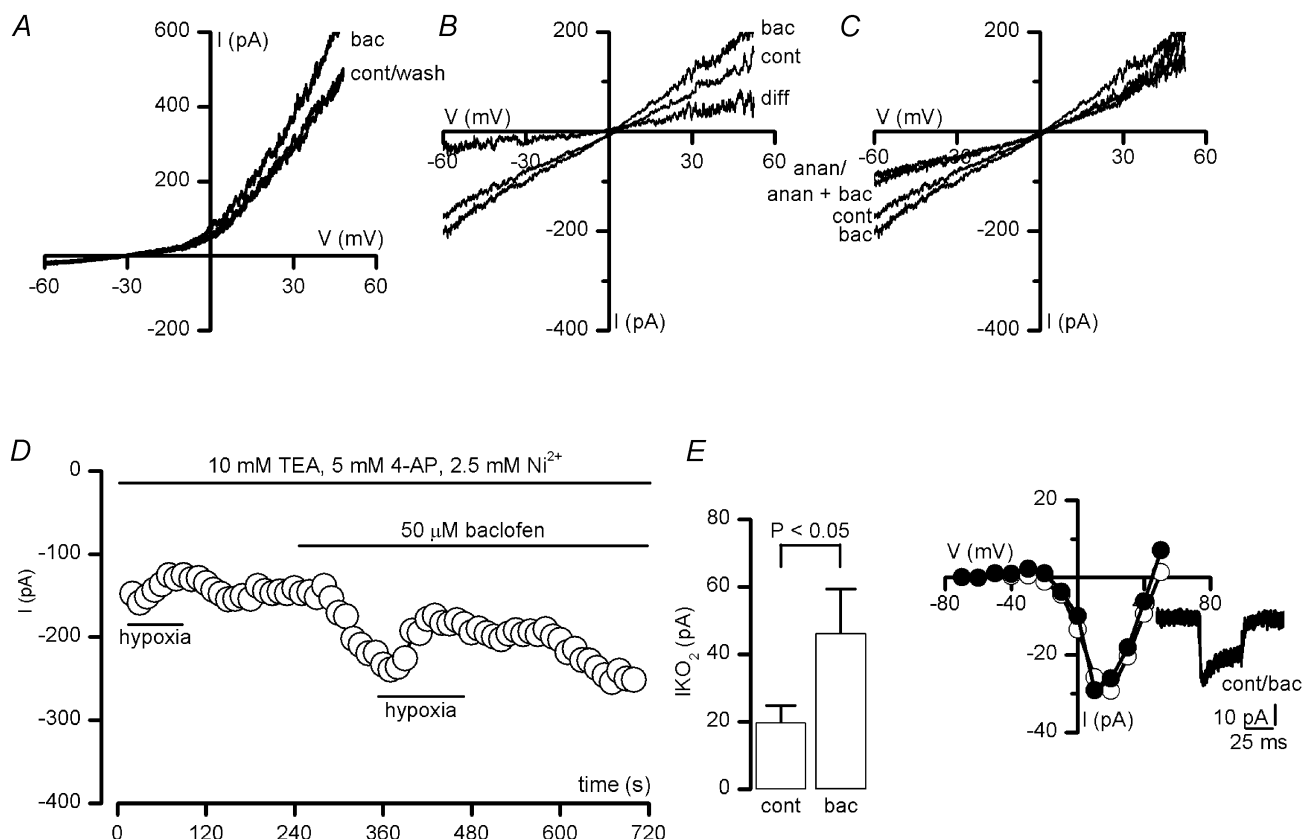 A
600
I (pA)
bac
cont/wash
400
200
V (mV)
-60
-30
30
60
-200
B
200
bac
cont
diff
V (mV)
-60
-30
30
60
-200
-400
I (pA)
C
200
V (mV)
-60
-30
30
60
anan/
anan + bac
cont
bac
-200
-400
I (pA)
D
0
10 mM TEA, 5 mM 4-AP, 2.5 mM Ni2+
50 μM baclofen
-100
I (pA)
hypoxia
-200
hypoxia
-300
time (s)
-400
0 120 240 360 480 600 720
E
80
P < 0.05
60
IKO2 (pA)
40
20
0
cont bac
20
V (mV)
-80
-40
80
-20
-40
I (pA)
cont/bac
10 pA
25 ms